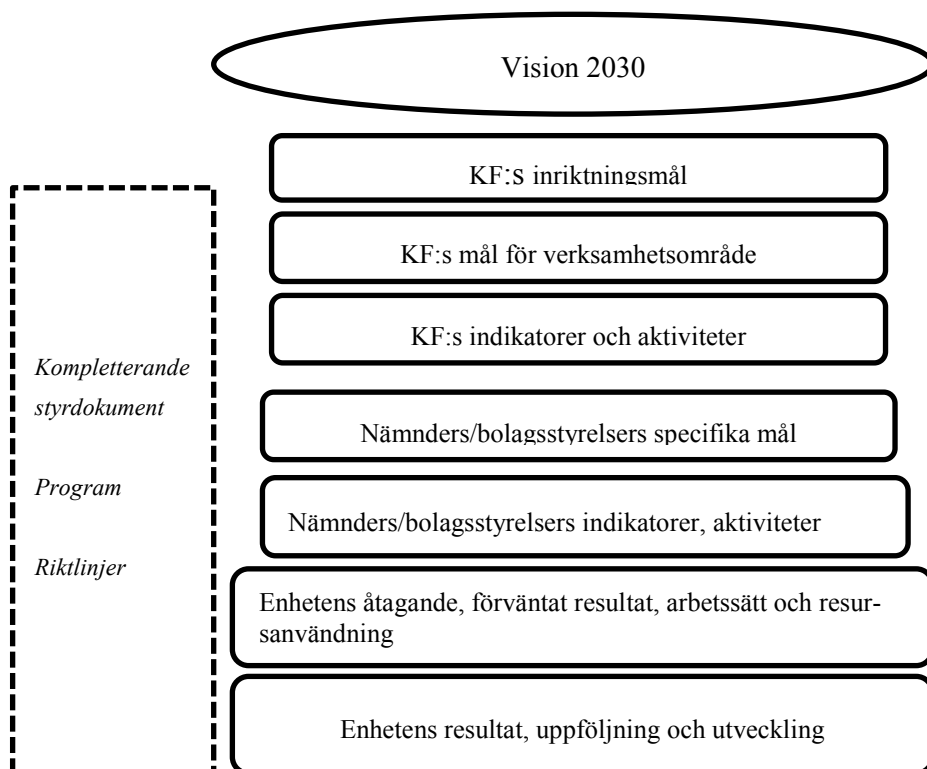 Vision 2030
KF:s inriktningsmål
KF:s mål för verksamhetsområde
KF:s indikatorer och aktiviteter
Kompletterande
styrdokument
Program
Riktlinjer
Nämnders/bolagsstyrelsers specifika mål
Nämnders/bolagsstyrelsers indikatorer, aktiviteter
Enhetens åtagande, förväntat resultat, arbetssätt och resur-
sanvändning
Enhetens resultat, uppföljning och utveckling